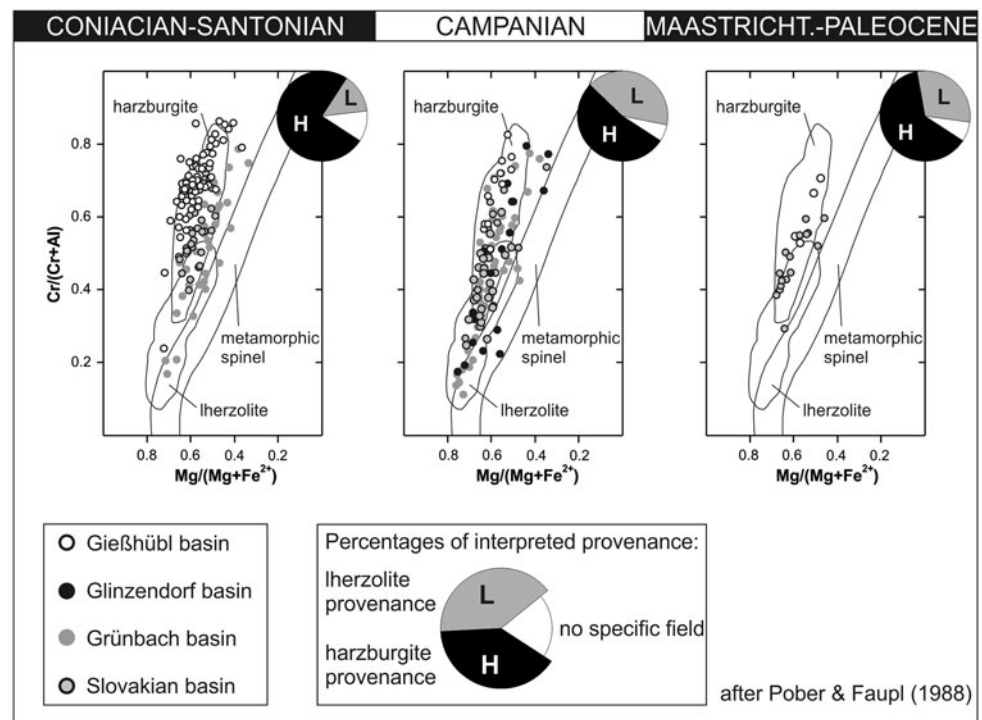 CONIACIAN-SANTONIAN
CAMPANIAN
MAASTRICHT.-PALEOCENE
Cr/(Cr+Al)
0.8
0.6
0.4
0.2
harzburgite
H
L
metamorphic
spinel
lherzolite
0.8 0.6 0.4 0.2
Mg/(Mg+Fe²⁺)
harzburgite
L
H
metamorphic
spinel
lherzolite
0.8 0.6 0.4 0.2
Mg/(Mg+Fe²⁺)
harzburgite
L
H
metamorphic
spinel
lherzolite
0.8 0.6 0.4 0.2
Mg/(Mg+Fe²⁺)
Gießhübl basin
Glinzendorf basin
Grünbach basin
Slovakian basin
Percentages of interpreted provenance:
lherzolite
provenance
L
no specific field
harzburgite
provenance
H
after Pober & Faupl (1988)